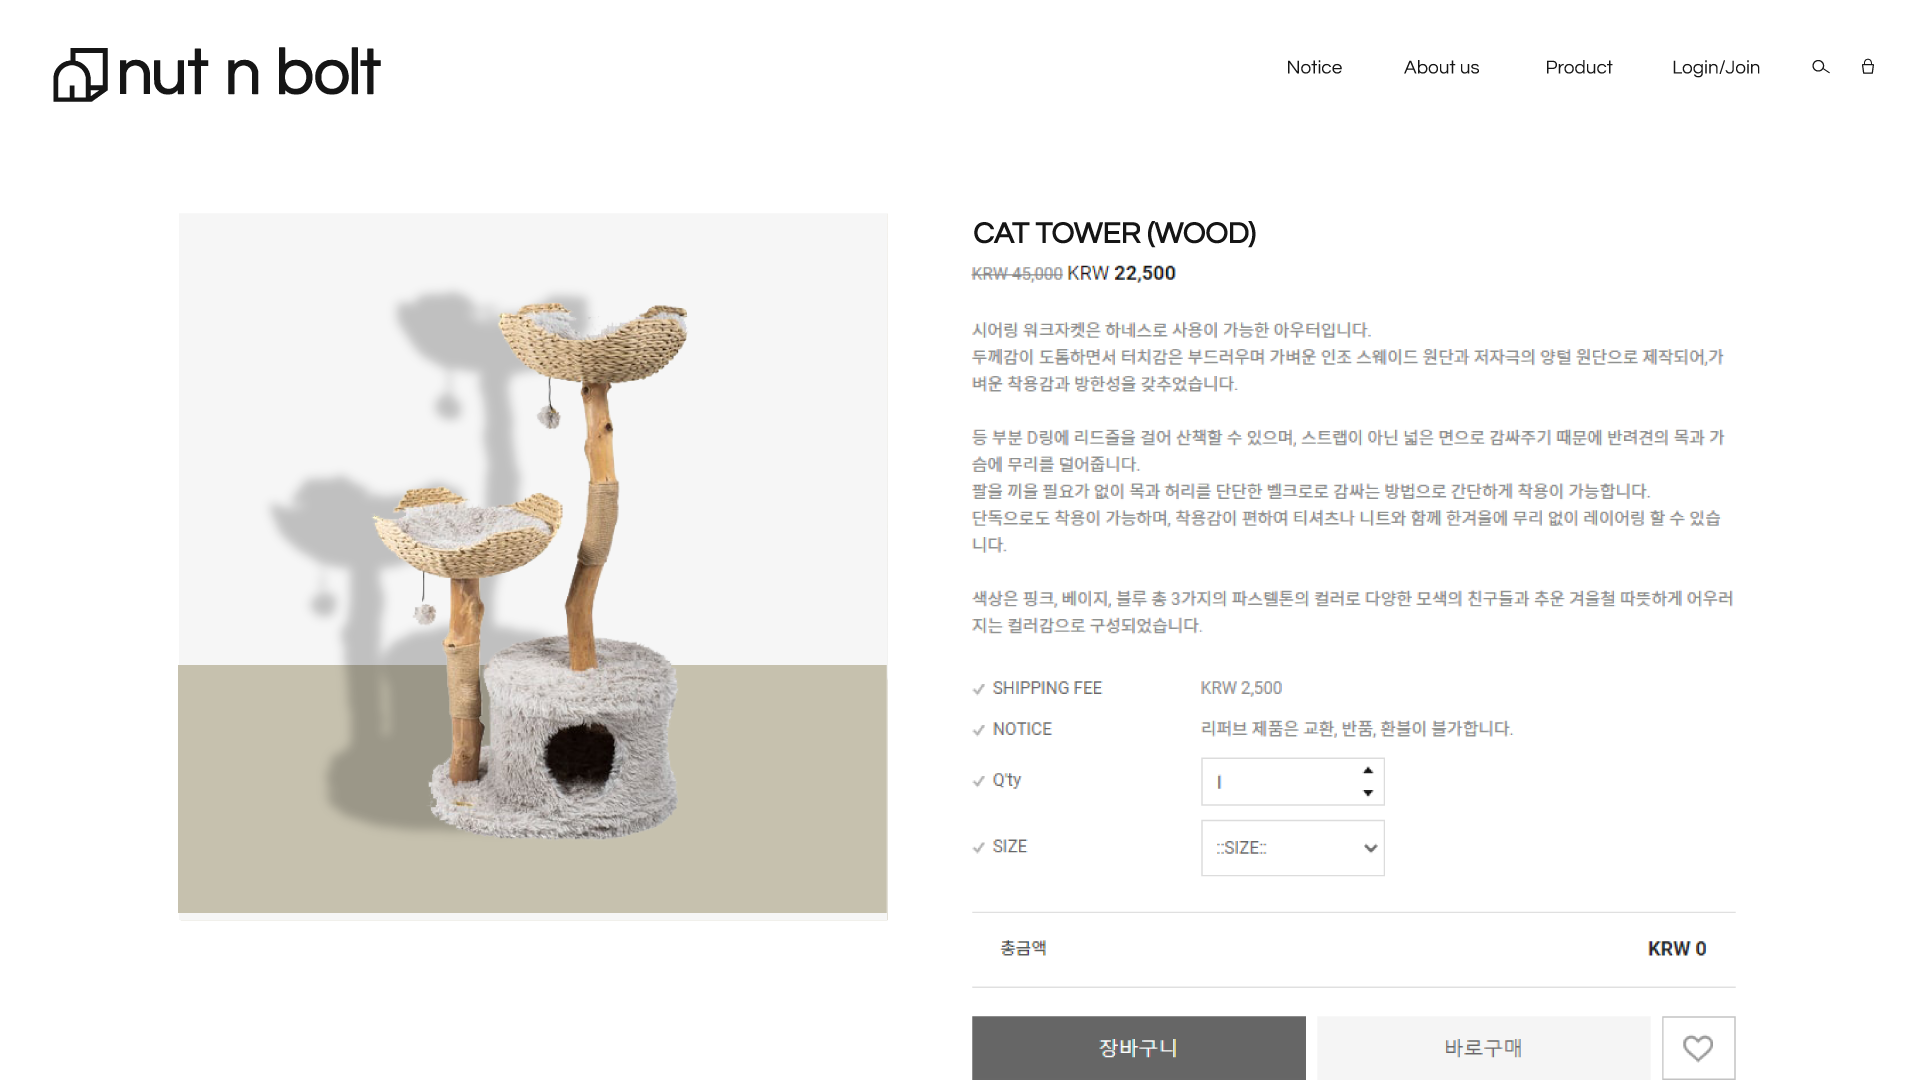 nut n bolt
Notice
About us
Product
Login/Join
CAT TOWER (WOOD)
KRW 45,000 KRW 22,500
시어링 워크자켓은 하네스로 사용이 가능한 아우터입니다.
두께감이 도톰하면서 터치감은 부드러우며 가벼운 인조 스웨이드 원단과 저자극의 양털 원단으로 제작되어,가
벼운 착용감과 방한성을 갖추었습니다.
등 부분 D링에 리드줄을 걸어 산책할 수 있으며, 스트랩이 아닌 넓은 면으로 감싸주기 때문에 반려견의 목과 가
슴에 무리를 덜어줍니다.
팔을 끼울 필요가 없이 목과 허리를 단단한 벨크로로 감싸는 방법으로 간단하게 착용이 가능합니다.
단독으로도 착용이 가능하며, 착용감이 편하여 티셔츠나 니트와 함께 한겨울에 무리 없이 레이어링 할 수 있습
니다.
색상은 핑크, 베이지, 블루 총 3가지의 파스텔톤의 컬러로 다양한 모색의 친구들과 추운 겨울철 따뜻하게 어우러
지는 컬러감으로 구성되었습니다.
SHIPPING FEE KRW 2,500
NOTICE 리퍼브 제품은 교환, 반품, 환불이 불가합니다.
Q'ty 1
SIZE ::SIZE::
총금액 KRW 0
장바구니
바로구매